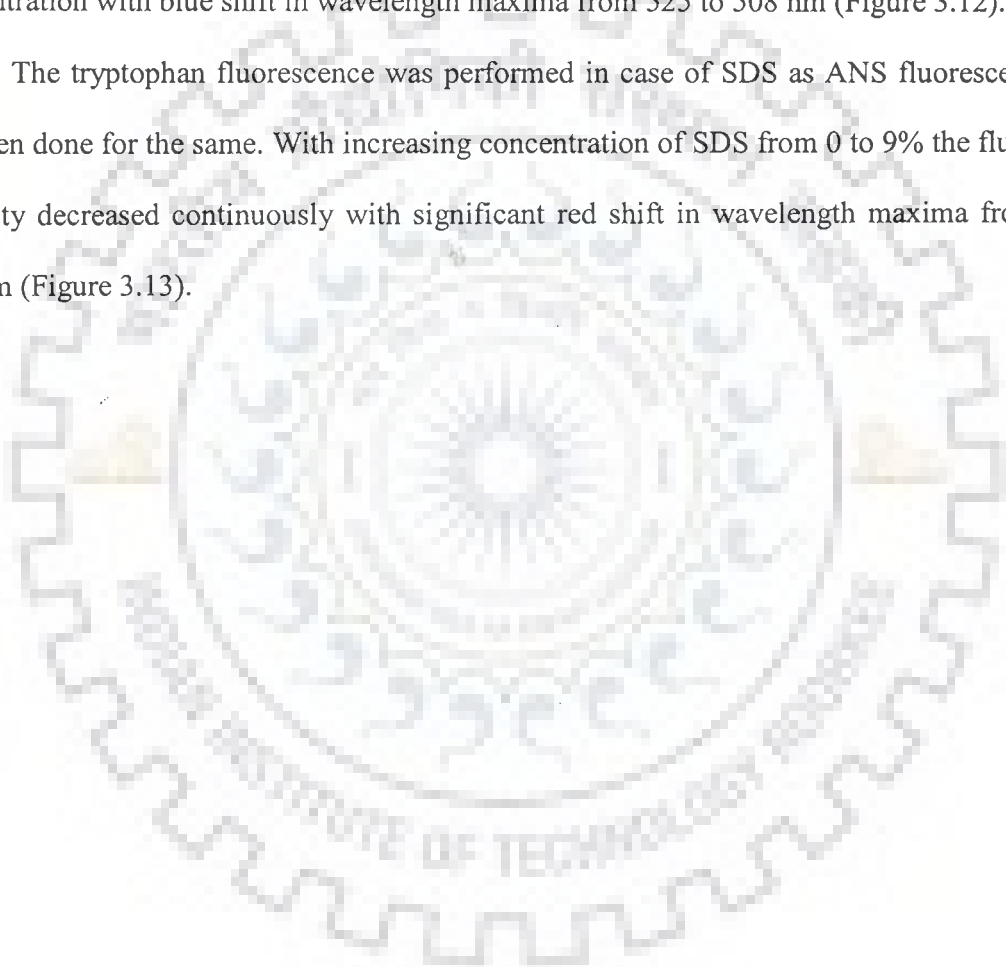 ntration with blue shift in wavelength maxima from 525 to 508 nm (Figure 3.12).
The tryptophan fluorescence was performed in case of SDS as ANS fluoresce
en done for the same. With increasing concentration of SDS from 0 to 9% the flu
ty decreased continuously with significant red shift in wavelength maxima fro
n (Figure 3.13).
INDIAN INSTITUTE OF TECHNOLOGY ROORKEE